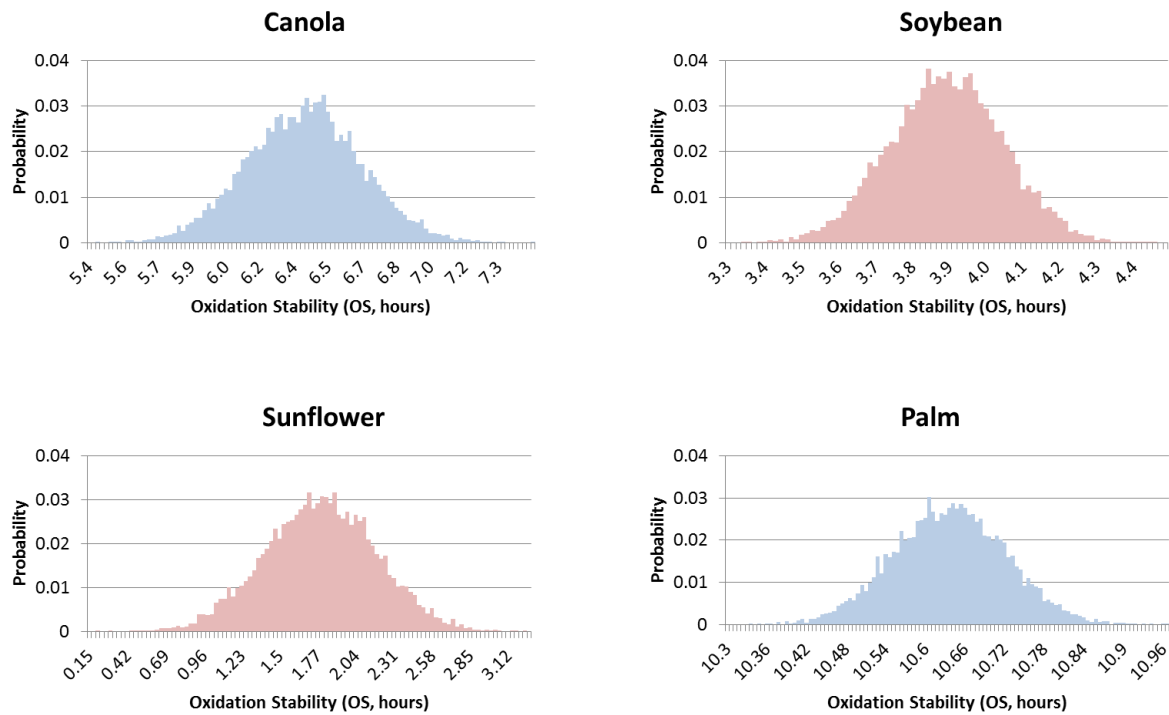 Canola
0.04
0.03
0.02
0.01
0
Probability
5.4 5.6 5.7 5.9 6.0 6.2 6.4 6.5 6.7 6.8 7.0 7.2 7.3
Oxidation Stability (OS, hours)
Soybean
0.04
0.03
0.02
0.01
0
Probability
3.3 3.4 3.5 3.6 3.7 3.8 3.9 4.0 4.1 4.2 4.3 4.4
Oxidation Stability (OS, hours)
Sunflower
0.04
0.03
0.02
0.01
0
Probability
0.15 0.42 0.69 0.96 1.23 1.5 1.77 2.04 2.31 2.58 2.85 3.12
Oxidation Stability (OS, hours)
Palm
0.04
0.03
0.02
0.01
0
Probability
10.3 10.36 10.42 10.48 10.54 10.6 10.66 10.72 10.78 10.84 10.9 10.96
Oxidation Stability (OS, hours)